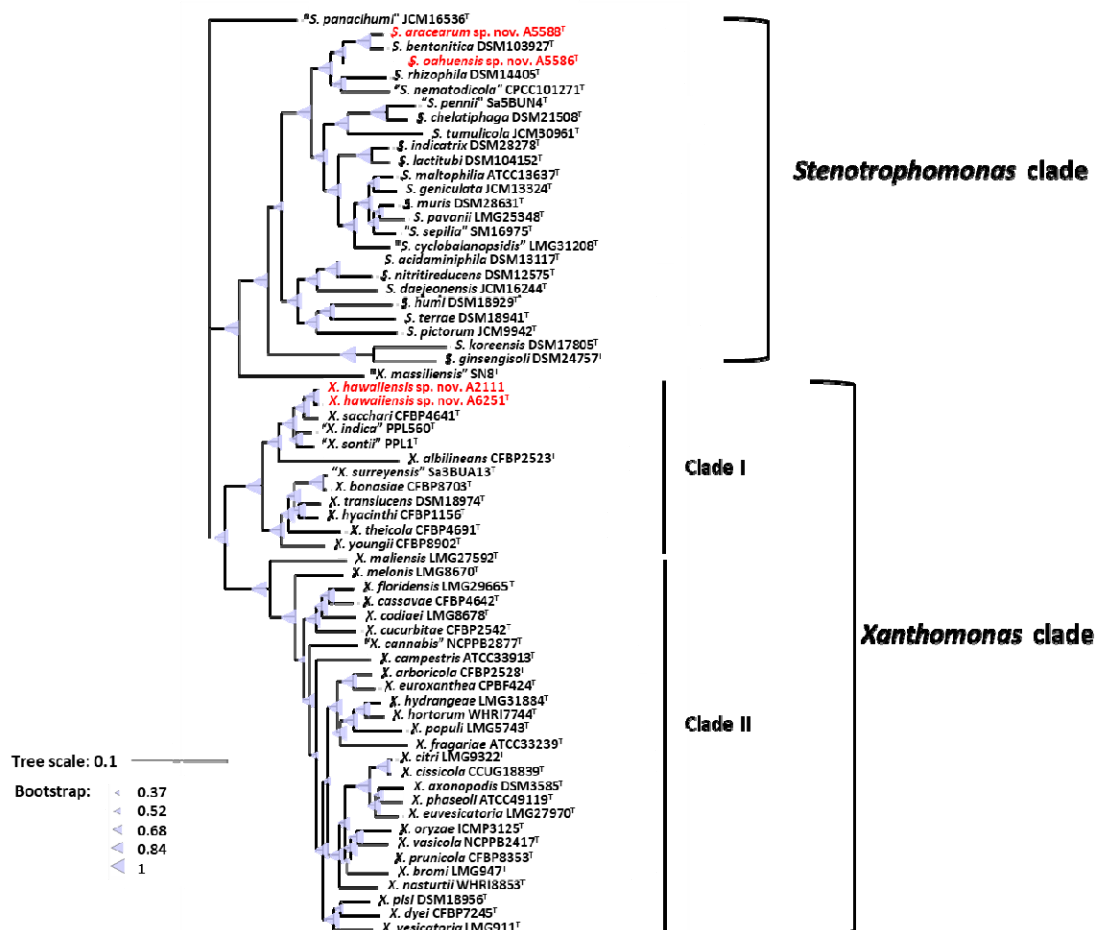 "S. panacihumi" JCM16536ᵀ
S. aracearum sp. nov. A5588ᵀ
S. bentonitica DSM103927ᵀ
S. oahuensis sp. nov. A5586ᵀ
S. rhizophila DSM14405ᵀ
"S. nematodicola" CPCC101271ᵀ
"S. pennii" Sa5BUN4ᵀ
S. chelatiphaga DSM21508ᵀ
S. tumulicola JCM30961ᵀ
S. indicatrix DSM28278ᵀ
S. lactitubi DSM104152ᵀ
S. maltophilia ATCC13637ᵀ
S. geniculata JCM13324ᵀ
S. muris DSM28631ᵀ
S. pavanii LMG25348ᵀ
"S. sepilia" SM16975ᵀ
"S. cyclobalanopsidis" LMG31208ᵀ
S. acidaminiphila DSM13117ᵀ
S. nitritireducens DSM12575ᵀ
S. daejeonensis JCM16244ᵀ
S. humi DSM18929ᵀ
S. terrae DSM18941ᵀ
S. pictorum JCM9942ᵀ
S. koreensis DSM17805ᵀ
S. ginsengisoli DSM24757ᵀ
"X. massiliensis" SN8ᵀ
Stenotrophomonas clade
X. hawaiiensis sp. nov. A2111
X. hawaiiensis sp. nov. A6251ᵀ
X. sacchari CFBP4641ᵀ
"X. indica" PPL560ᵀ
"X. sontii" PPL1ᵀ
X. albilineans CFBP2523ᵀ
"X. surreyensis" Sa3BUA13ᵀ
X. bonasiae CFBP8703ᵀ
X. translucens DSM18974ᵀ
X. hyacinthi CFBP1156ᵀ
X. theicola CFBP4691ᵀ
X. youngii CFBP8902ᵀ
Clade I
X. maliensis LMG27592ᵀ
X. melonis LMG8670ᵀ
X. floridensis LMG29665ᵀ
X. cassavae CFBP4642ᵀ
X. codiaei LMG8678ᵀ
X. cucurbitae CFBP2542ᵀ
"X. cannabis" NCPPB2877ᵀ
X. campestris ATCC33913ᵀ
X. arboricola CFBP2528ᵀ
X. euroxanthea CPBF424ᵀ
X. hydrangeae LMG31884ᵀ
X. hortorum WHRI7744ᵀ
X. populi LMG5743ᵀ
X. fragariae ATCC33239ᵀ
X. citri LMG9322ᵀ
X. cissicola CCUG18839ᵀ
X. axonopodis DSM3585ᵀ
X. phaseoli ATCC49119ᵀ
X. euvesicatoria LMG27970ᵀ
X. oryzae ICMP3125ᵀ
X. vasicola NCPPB2417ᵀ
X. prunicola CFBP8353ᵀ
X. bromi LMG947ᵀ
X. nasturtii WHRI8853ᵀ
X. pisi DSM18956ᵀ
X. dyei CFBP7245ᵀ
X. vesicatoria LMG911ᵀ
Clade II
Xanthomonas clade
Tree scale: 0.1
Bootstrap:
0.37
0.52
0.68
0.84
1